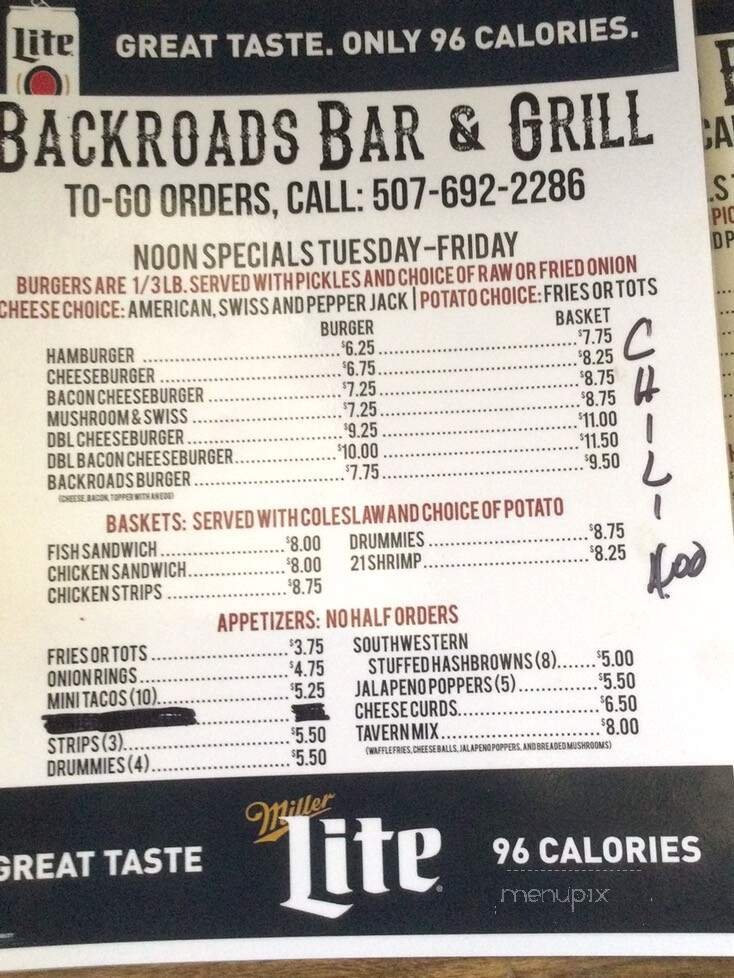 Lite
GREAT TASTE. ONLY 96 CALORIES.
BACKROADS BAR & GRILL
TO-GO ORDERS, CALL: 507-692-2286
NOON SPECIALS TUESDAY-FRIDAY
BURGERS ARE 1/3 LB. SERVED WITH PICKLES AND CHOICE OF RAW OR FRIED ONION
CHEESE CHOICE: AMERICAN, SWISS AND PEPPER JACK | POTATO CHOICE: FRIES OR TOTS
BURGER BASKET
HAMBURGER $6.25 $7.75
CHEESEBURGER $6.75 $8.25
BACON CHEESEBURGER $7.25 $8.75
MUSHROOM & SWISS $7.25 $8.75
DBL CHEESEBURGER $9.25 $11.00
DBL BACON CHEESEBURGER $10.00 $11.50
BACKROADS BURGER $7.75 $9.50
(CHEESE, BACON, TOPPER WITH AN EGG)
CHILI
4.00
BASKETS: SERVED WITH COLESLAW AND CHOICE OF POTATO
FISH SANDWICH $8.00 DRUMMIES $8.75
CHICKEN SANDWICH $8.00 21 SHRIMP $8.25
CHICKEN STRIPS $8.75
APPETIZERS: NO HALF ORDERS
FRIES OR TOTS $3.75
ONION RINGS $4.75
MINI TACOS (10) $5.25
STRIPS (3) $5.50
DRUMMIES (4) $5.50
SOUTHWESTERN
STUFFED HASHBROWNS (8) $5.00
JALAPENO POPPERS (5) $5.50
CHEESE CURDS $6.50
TAVERN MIX $8.00
(WAFFLE FRIES, CHEESE BALLS, JALAPENO POPPERS, AND BREADED MUSHROOMS)
GREAT TASTE
Miller
Lite
96 CALORIES
menupix